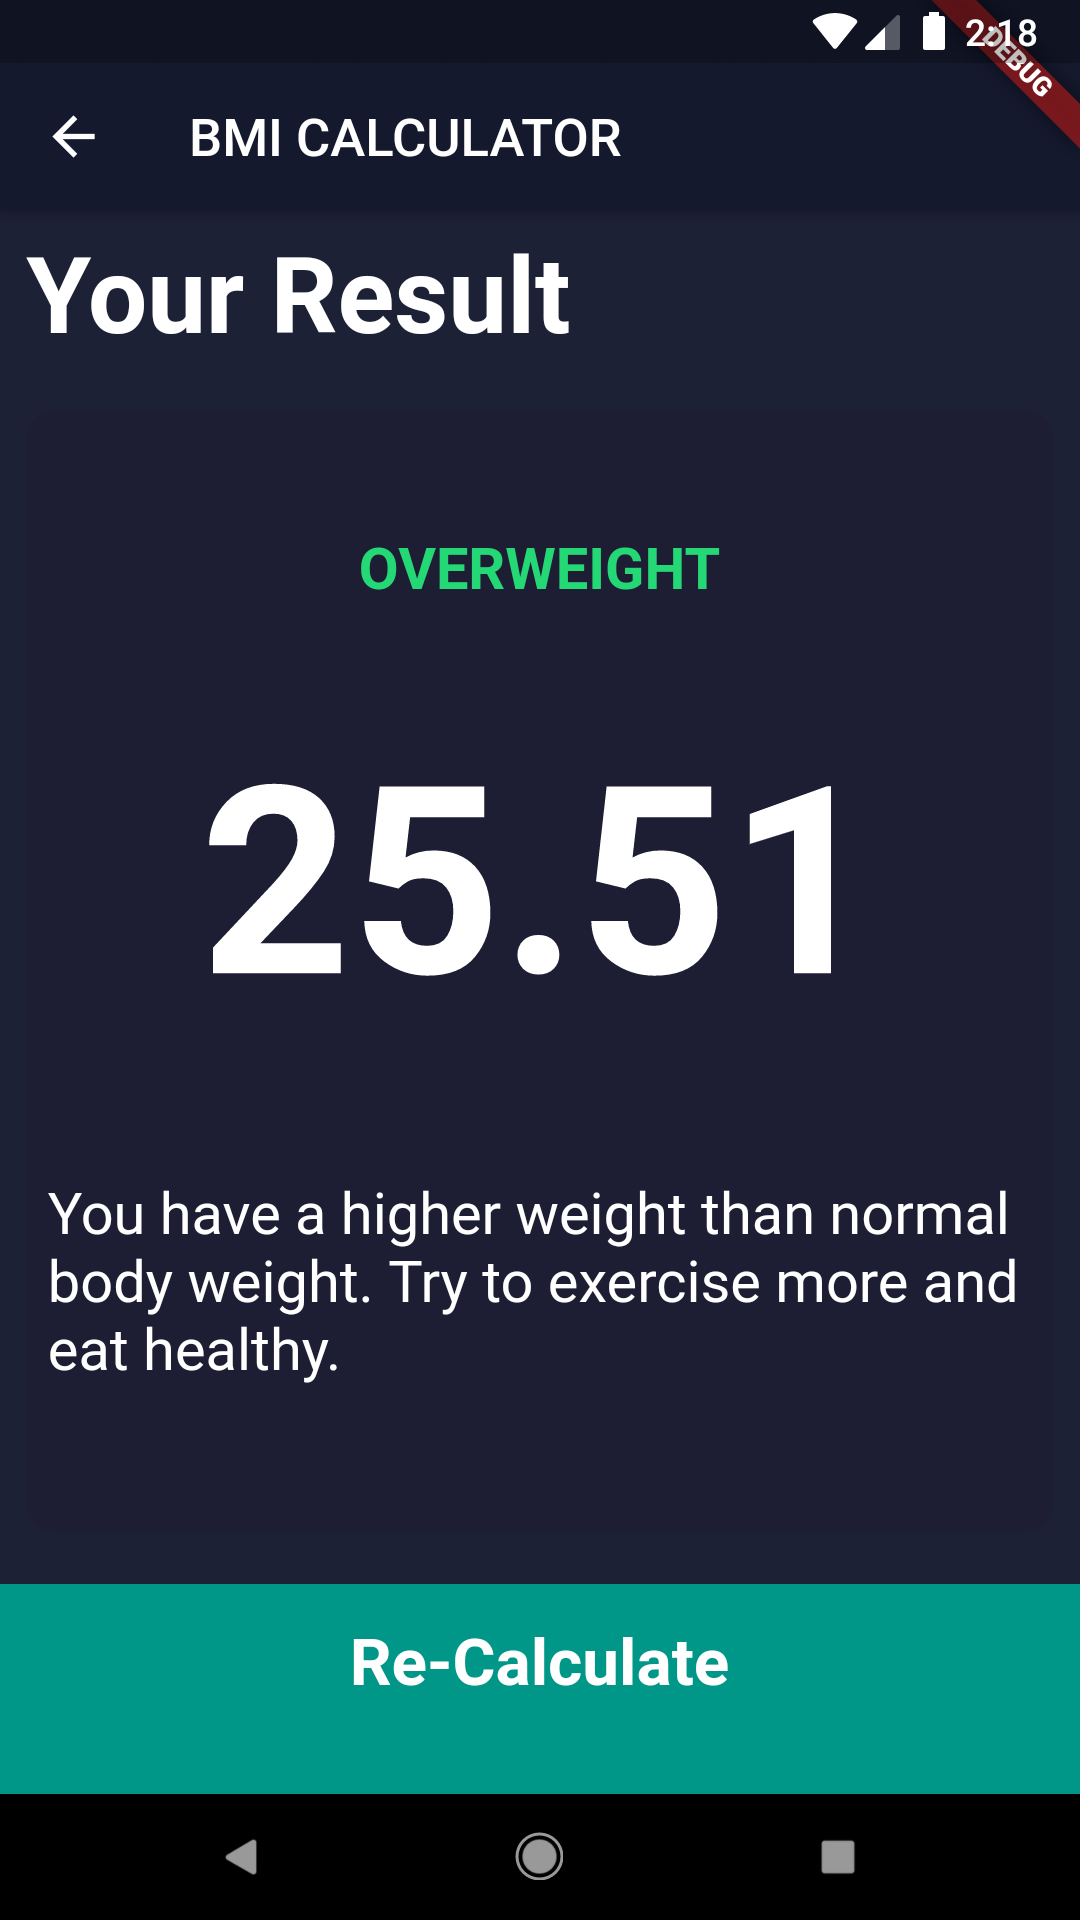 2:18
DEBUG
BMI CALCULATOR
Your Result
OVERWEIGHT
25.51
You have a higher weight than normal
body weight. Try to exercise more and
eat healthy.
Re-Calculate